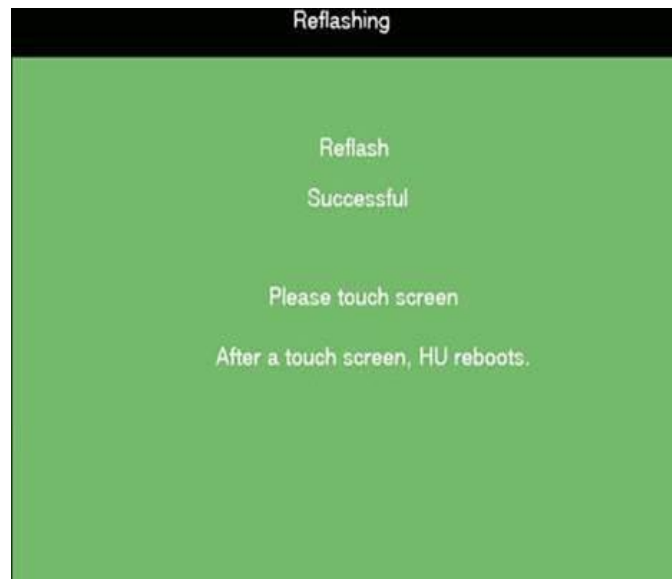 Reflashing
Reflash
Successful
Please touch screen
After a touch screen, HU reboots.